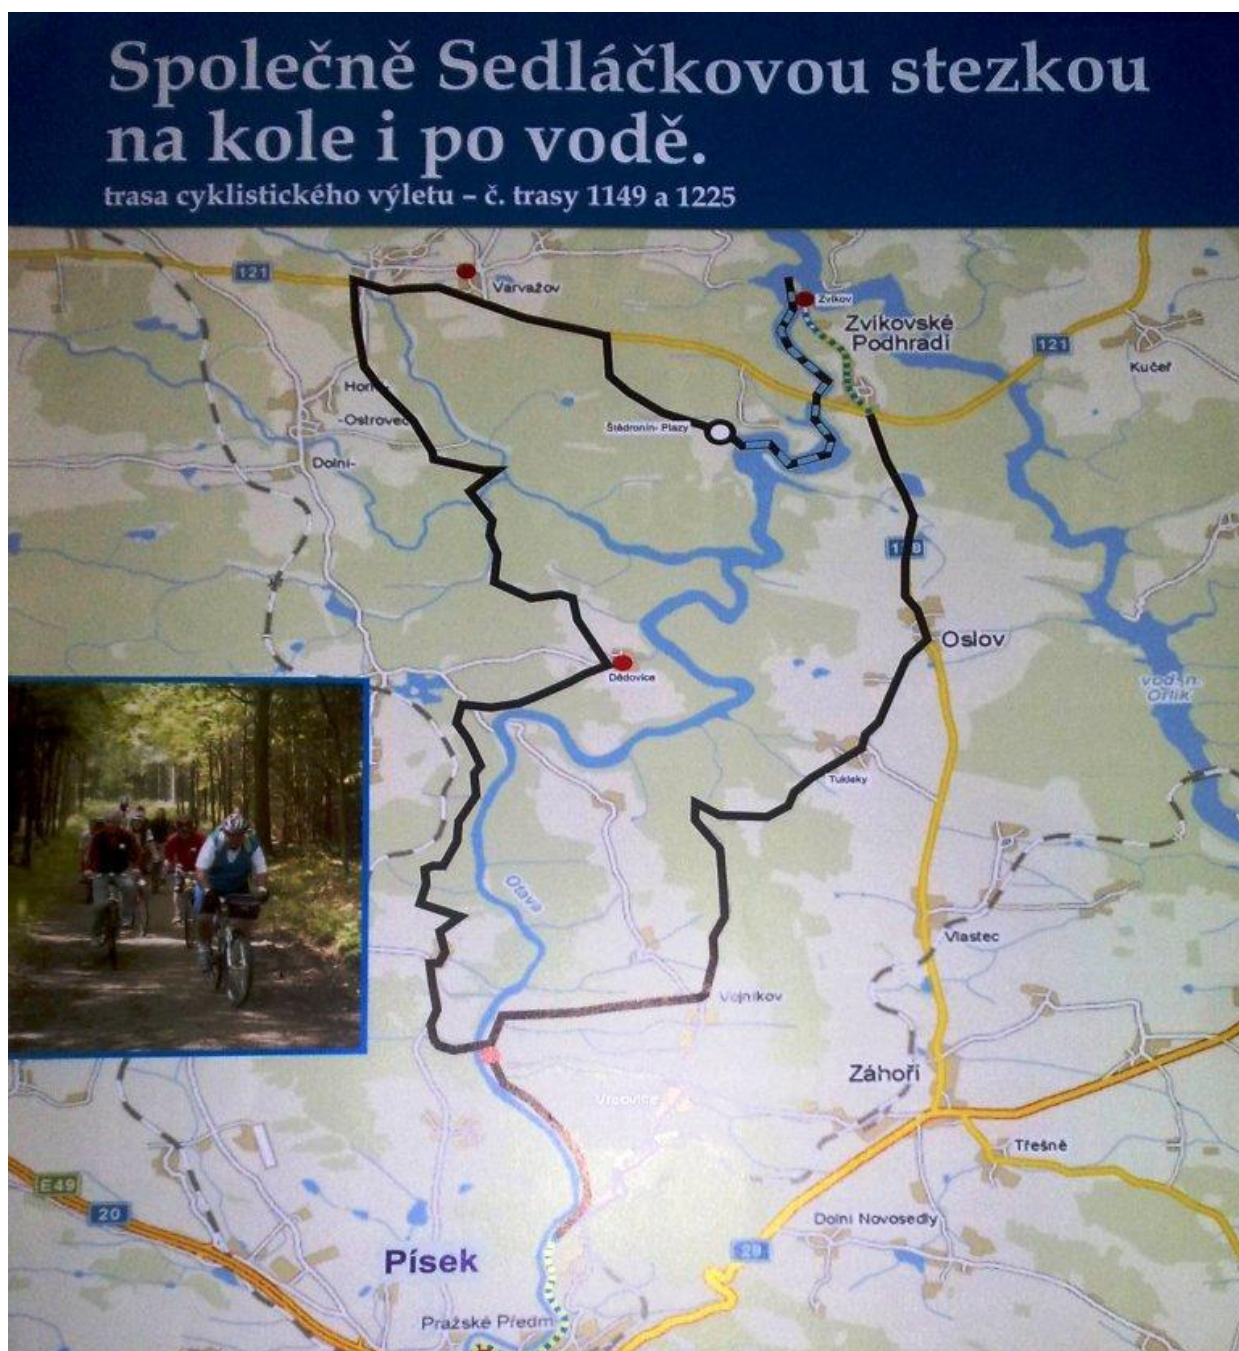 Společně Sedláčkovou stezkou
na kole i po vodě.
trasa cyklistického výletu – č. trasy 1149 a 1225
121
Varvažov
Zvíkov
Zvíkovské
Podhradí
121
Kučeř
-Ostrovec
Štědronín- Plazy
Dolní-
Oslov
Dědovice
vod. n.
Orlík
Tukleky
Otava
Vlastec
Vojníkov
Záhoří
Vrcovice
Třešně
E49
20
Dolní Novosedly
29
Písek
Pražské Předm